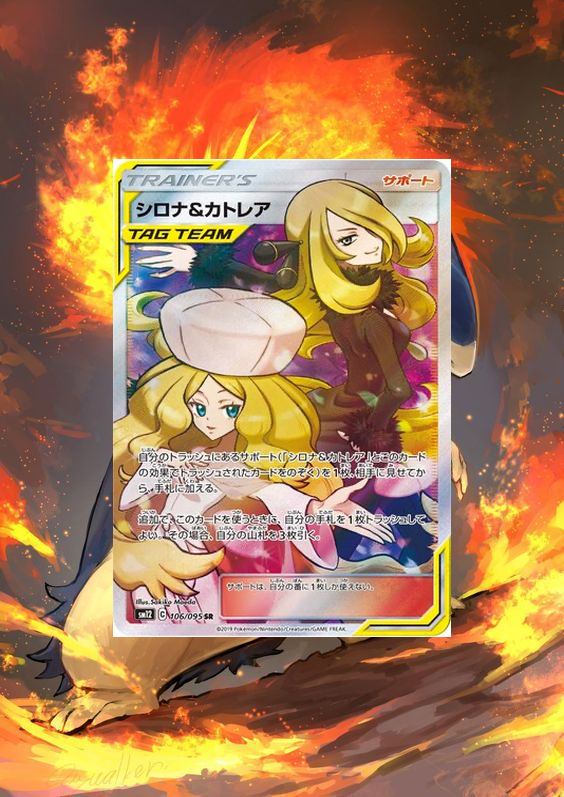 TRAINER'S
サポート
シロナ&カトレア
TAG TEAM
自分のトラッシュにあるサポート(「シロナ&カトレア」とこのカード
の効果でトラッシュされたカードをのぞく)を1枚、相手に見せてか
ら、手札に加える。
追加で、このカードを使うときに、自分の手札を1枚トラッシュして
よい。その場合、自分の山札を3枚引く。
サポートは、自分の番に1枚しか使えない。
Illus. Sakiko Maeda
sm12 C 106/095 SR
©2019 Pokémon/Nintendo/Creatures/GAME FREAK.